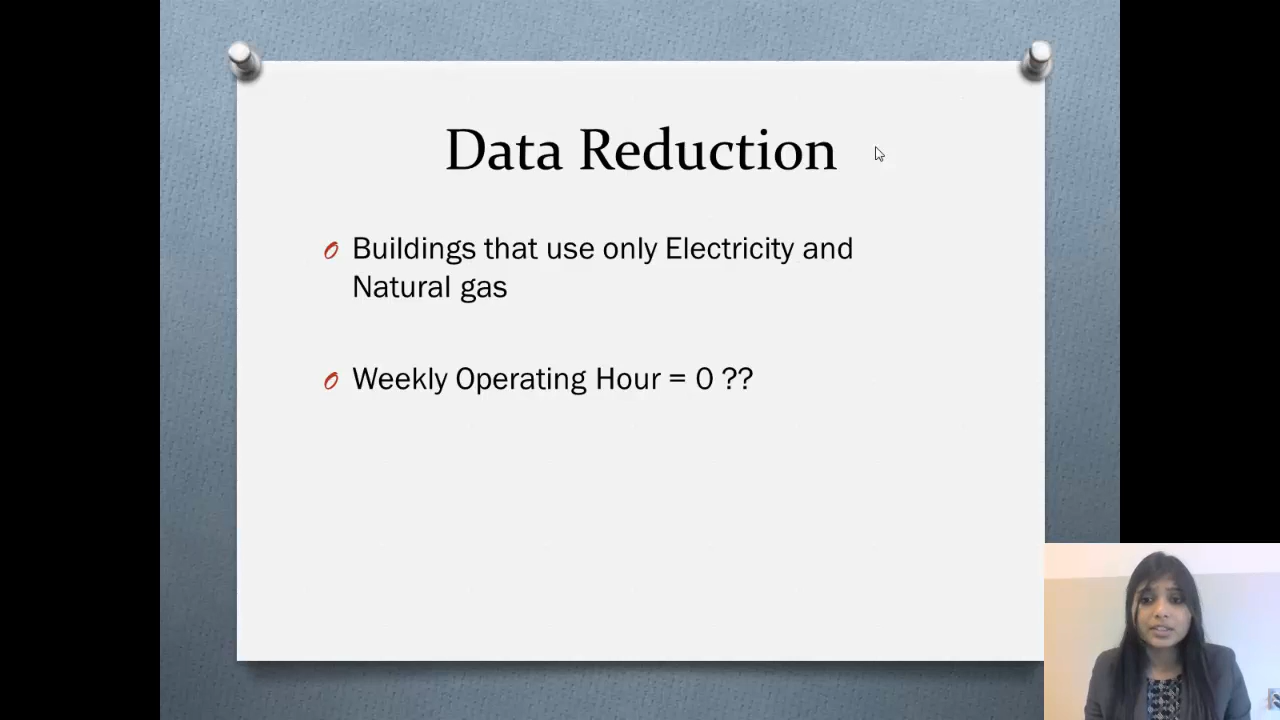 Data Reduction
Buildings that use only Electricity and
Natural gas
Weekly Operating Hour = 0 ??